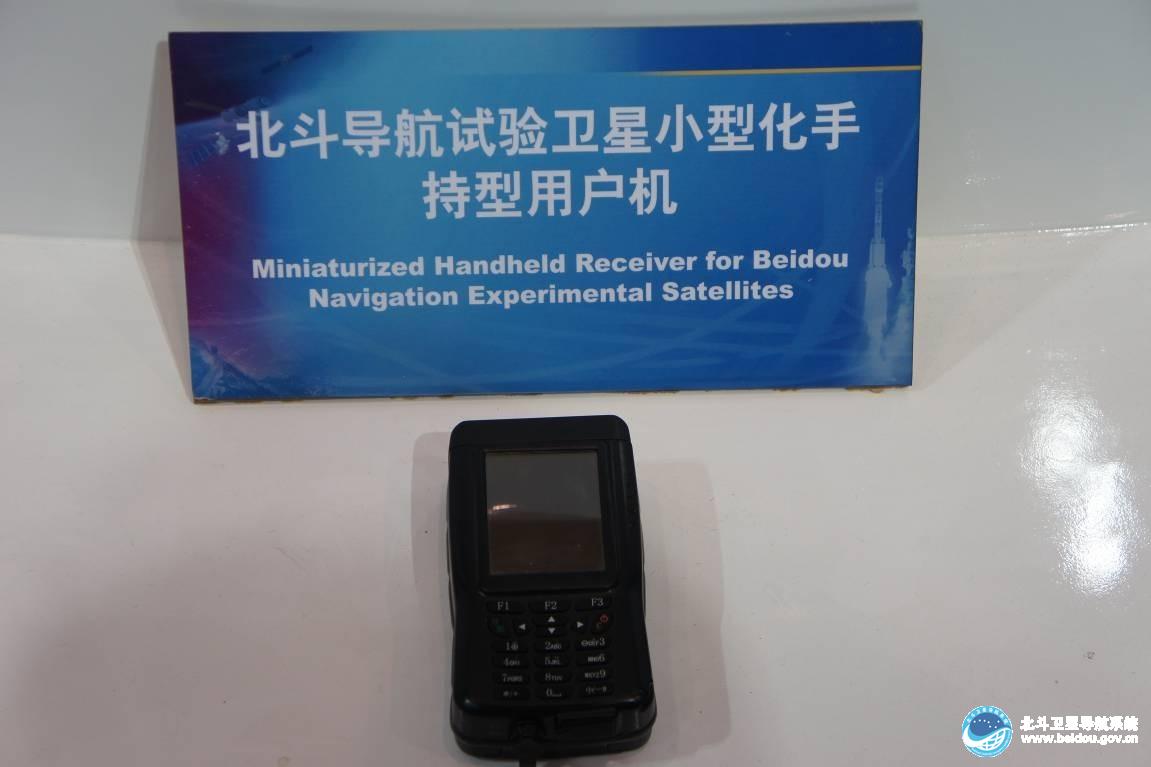 北斗导航试验卫星小型化手
持型用户机
Miniaturized Handheld Receiver for Beidou
Navigation Experimental Satellites
F1 F2 F3
1 2ABC 3
4GHI 5JKL MNO6
7PQRS 8TUV WXYZ9
0
北斗卫星导航系统
www.beidou.gov.cn